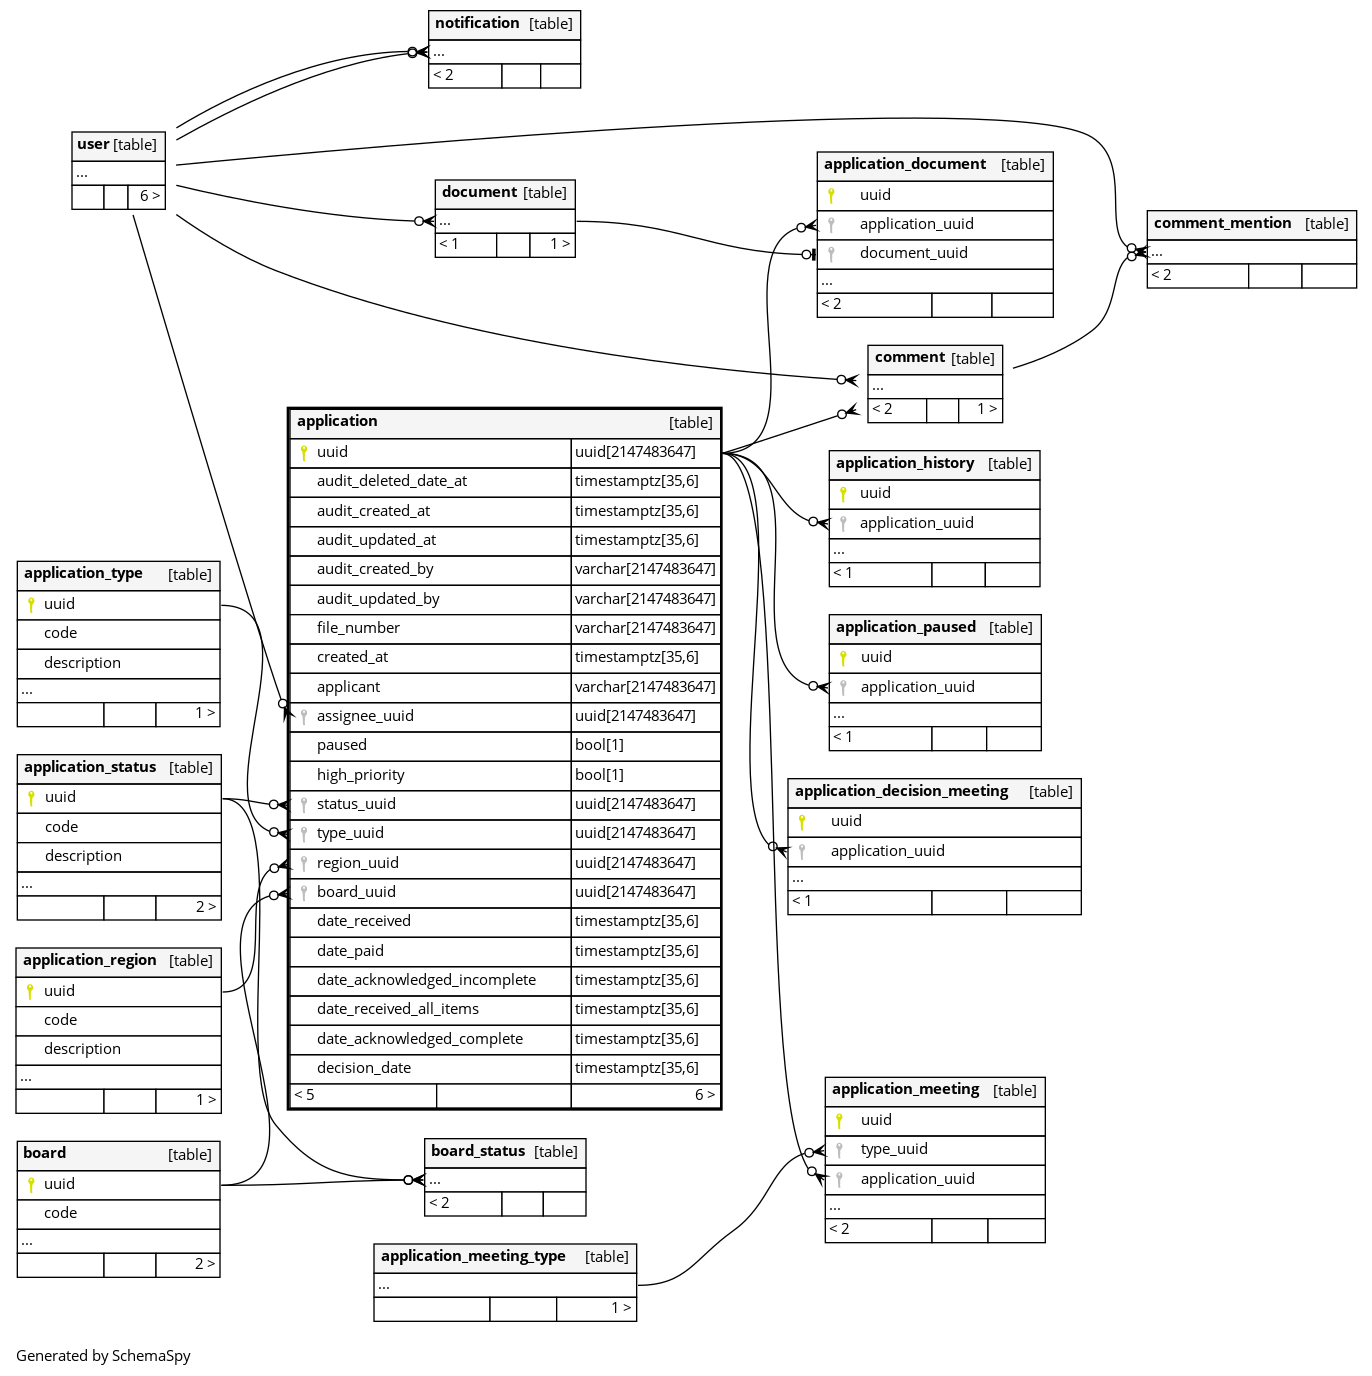 notification [table]
...
< 2
user [table]
...
6 >
document [table]
...
< 1 1 >
application_document [table]
uuid
application_uuid
document_uuid
...
< 2
comment_mention [table]
...
< 2
comment [table]
...
< 2 1 >
application [table]
uuid uuid[2147483647]
audit_deleted_date_at timestamptz[35,6]
audit_created_at timestamptz[35,6]
audit_updated_at timestamptz[35,6]
audit_created_by varchar[2147483647]
audit_updated_by varchar[2147483647]
file_number varchar[2147483647]
created_at timestamptz[35,6]
applicant varchar[2147483647]
assignee_uuid uuid[2147483647]
paused bool[1]
high_priority bool[1]
status_uuid uuid[2147483647]
type_uuid uuid[2147483647]
region_uuid uuid[2147483647]
board_uuid uuid[2147483647]
date_received timestamptz[35,6]
date_paid timestamptz[35,6]
date_acknowledged_incomplete timestamptz[35,6]
date_received_all_items timestamptz[35,6]
date_acknowledged_complete timestamptz[35,6]
decision_date timestamptz[35,6]
< 5 6 >
application_history [table]
uuid
application_uuid
...
< 1
application_type [table]
uuid
code
description
...
1 >
application_paused [table]
uuid
application_uuid
...
< 1
application_status [table]
uuid
code
description
...
2 >
application_decision_meeting [table]
uuid
application_uuid
...
< 1
application_region [table]
uuid
code
description
...
1 >
application_meeting [table]
uuid
type_uuid
application_uuid
...
< 2
board [table]
uuid
code
...
2 >
board_status [table]
...
< 2
application_meeting_type [table]
...
1 >
Generated by SchemaSpy